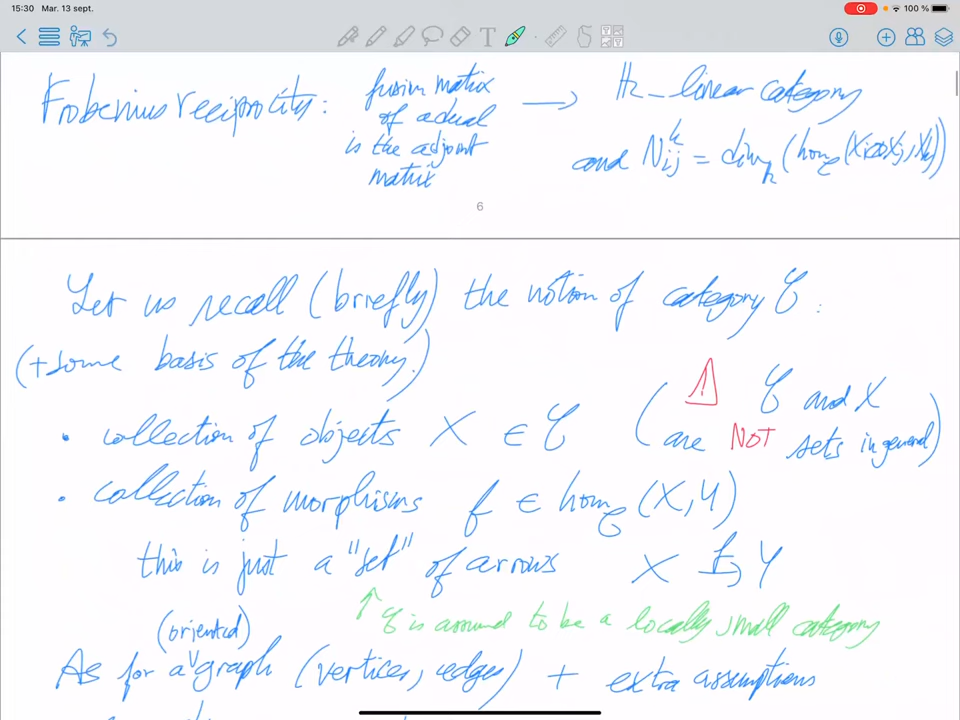 15:30 Mar. 13 sept.
100 %
Frobenius reciprocity: fusion matrix of a dual is the adjoint matrix → k-linear category
and N_ij^k = dim_k (hom_C (X_i⊗X_j, X_k))
6
Let us recall (briefly) the notion of category C :
(+some basis of the theory.)
• collection of objects X ∈ C (⚠ C and X are NOT sets in general)
• collection of morphisms f ∈ hom_C (X, Y)
this is just a "set" of arrows X →f Y
↑ C is assumed to be a locally small category
(oriented)
As for a ∨ graph (vertices, edges) + extra assumptions